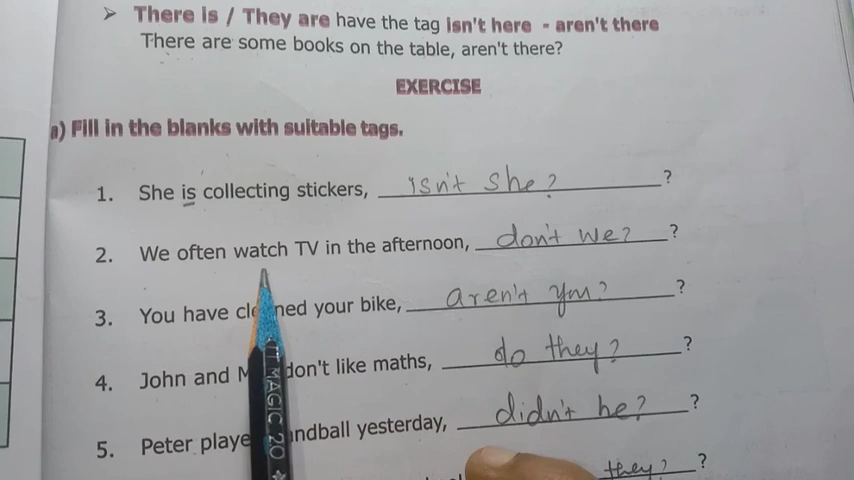 ➤ There is / They are have the tag isn't here - aren't there
There are some books on the table, aren't there?
EXERCISE
a) Fill in the blanks with suitable tags.
1. She is collecting stickers, isn't she? ?
2. We often watch TV in the afternoon, don't we? ?
3. You have cle ned your bike, aren't you? ?
4. John and M don't like maths, do they? ?
5. Peter playe ndball yesterday, didn't he? ?
they? ?
MAGIC 20